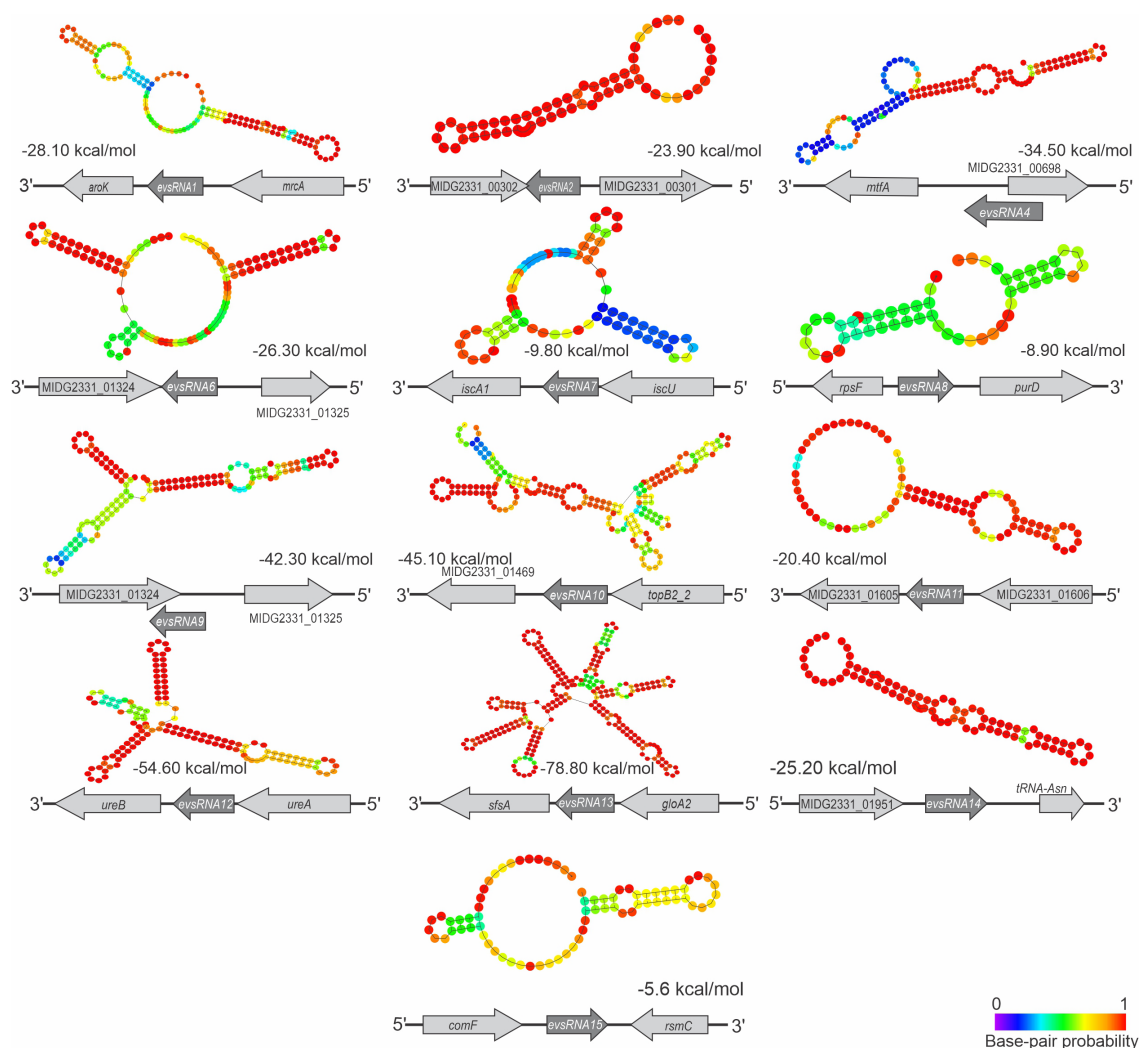 -28.10 kcal/mol
3' aroK evsRNA1 mrcA 5'
-23.90 kcal/mol
3' MIDG2331_00302 evsRNA2 MIDG2331_00301 5'
-34.50 kcal/mol
MIDG2331_00698
3' mtfA 5'
evsRNA4
-26.30 kcal/mol
3' MIDG2331_01324 evsRNA6 5'
MIDG2331_01325
-9.80 kcal/mol
3' iscA1 evsRNA7 iscU 5'
-8.90 kcal/mol
5' rpsF evsRNA8 purD 3'
-42.30 kcal/mol
3' MIDG2331_01324 5'
evsRNA9 MIDG2331_01325
-45.10 kcal/mol
MIDG2331_01469
3' evsRNA10 topB2_2 5'
-20.40 kcal/mol
3' MIDG2331_01605 evsRNA11 MIDG2331_01606 5'
-54.60 kcal/mol
3' ureB evsRNA12 ureA 5'
-78.80 kcal/mol
3' sfsA evsRNA13 gloA2 5'
-25.20 kcal/mol
tRNA-Asn
5' MIDG2331_01951 evsRNA14 3'
-5.6 kcal/mol
5' comF evsRNA15 rsmC 3'
0 1
Base-pair probability